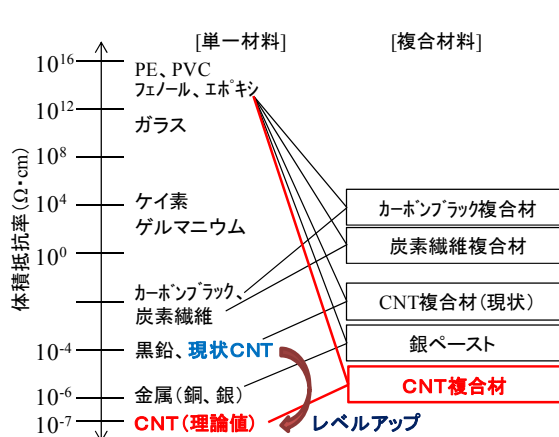 [単一材料]
[複合材料]
体積抵抗率(Ω・cm)
10^16
10^12
10^8
10^4
10^0
10^-4
10^-6
10^-7
PE、PVC
フェノール、エポキシ
ガラス
ケイ素
ゲルマニウム
カーボンブラック、
炭素繊維
黒鉛、現状CNT
金属(銅、銀)
CNT(理論値)
レベルアップ
カーボンブラック複合材
炭素繊維複合材
CNT複合材(現状)
銀ペースト
CNT複合材